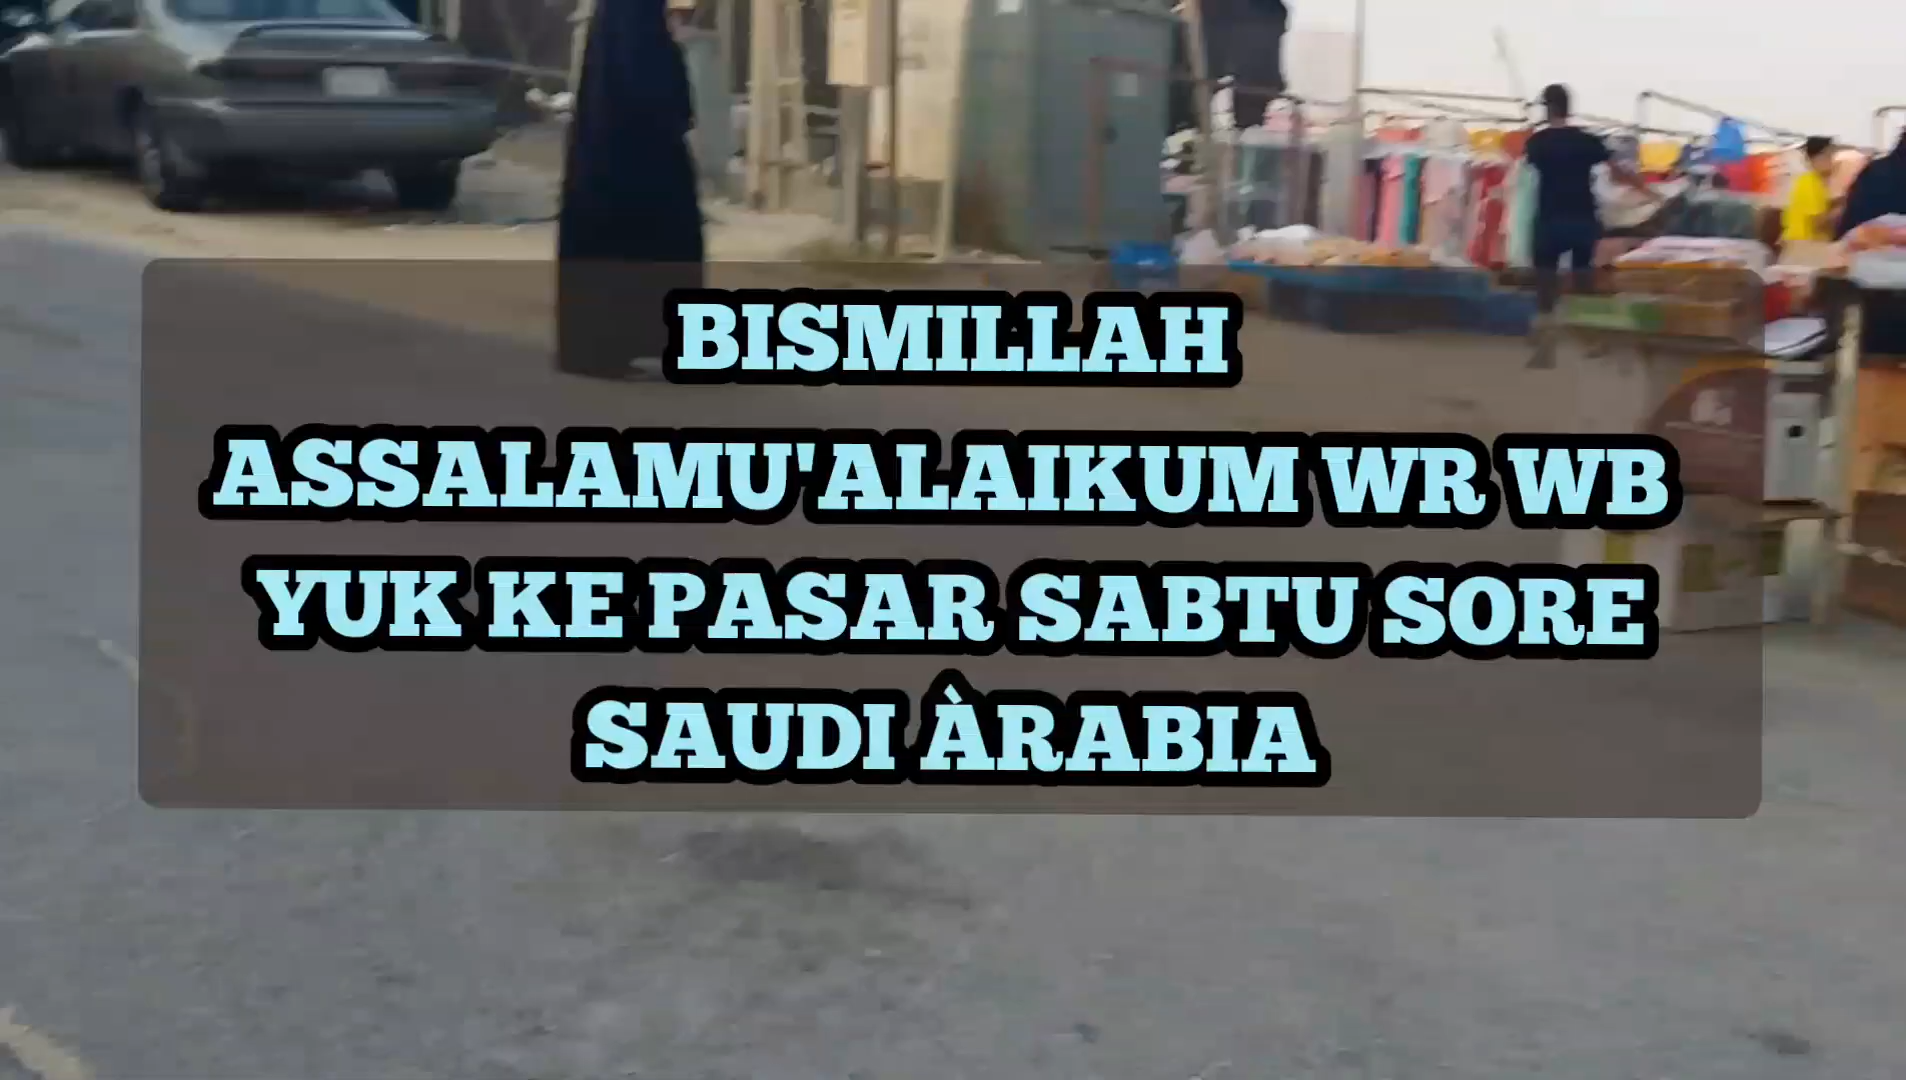 BISMILLAH
ASSALAMU'ALAIKUM WR WB
YUK KE PASAR SABTU SORE
SAUDI ÀRABIA